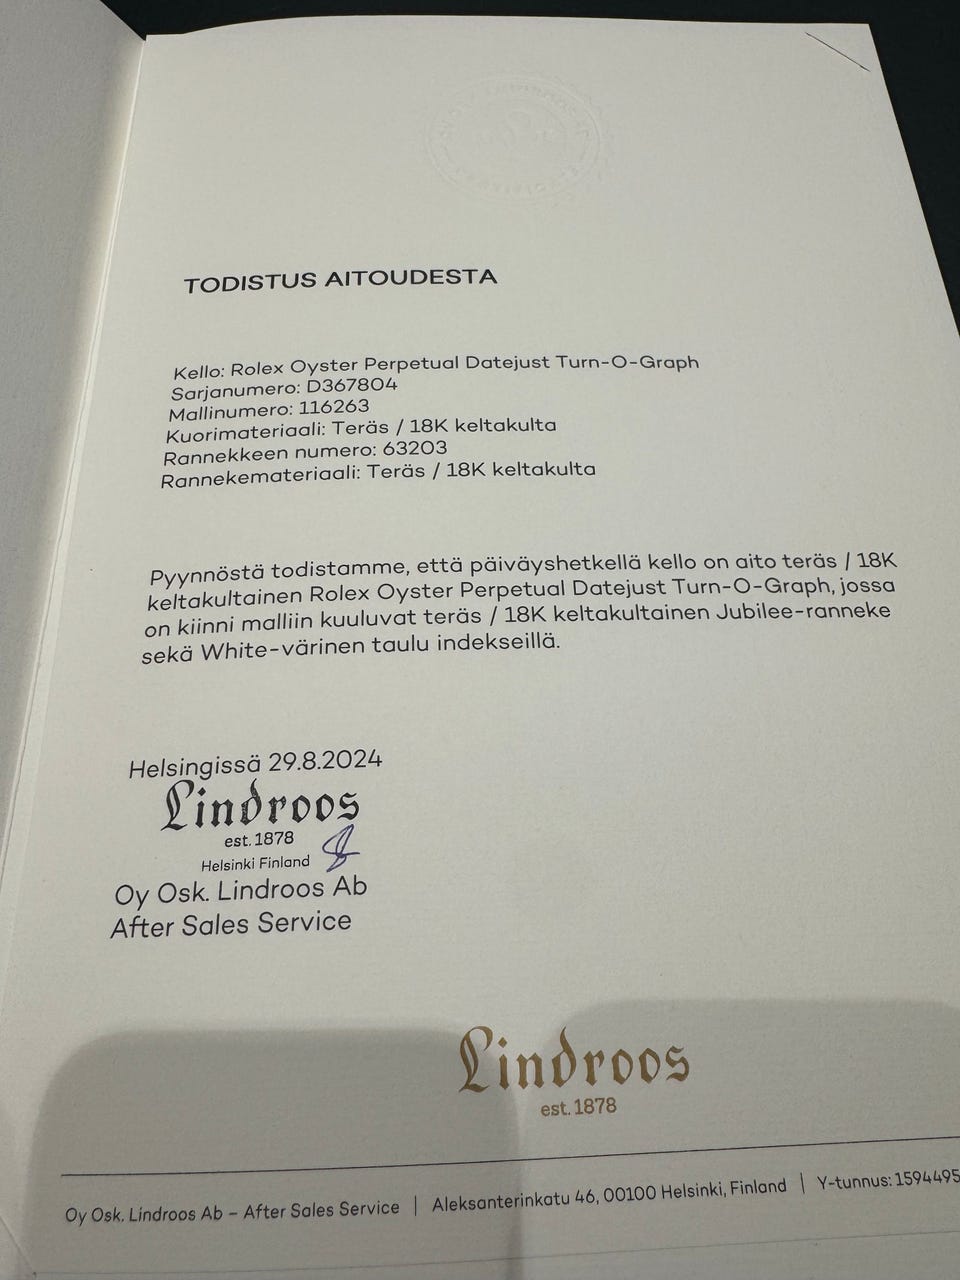 TODISTUS AITOUDESTA
Kello: Rolex Oyster Perpetual Datejust Turn-O-Graph
Sarjanumero: D367804
Mallinumero: 116263
Kuorimateriaali: Teräs / 18K keltakulta
Rannekkeen numero: 63203
Rannekemateriaali: Teräs / 18K keltakulta
Pyynnöstä todistamme, että päiväyshetkellä kello on aito teräs / 18K
keltakultainen Rolex Oyster Perpetual Datejust Turn-O-Graph, jossa
on kiinni malliin kuuluvat teräs / 18K keltakultainen Jubilee-ranneke
sekä White-värinen taulu indekseillä.
Helsingissä 29.8.2024
Lindroos
est. 1878
Helsinki Finland
Oy Osk. Lindroos Ab
After Sales Service
Lindroos
est. 1878
Oy Osk. Lindroos Ab – After Sales Service | Aleksanterinkatu 46, 00100 Helsinki, Finland | Y-tunnus: 1594495